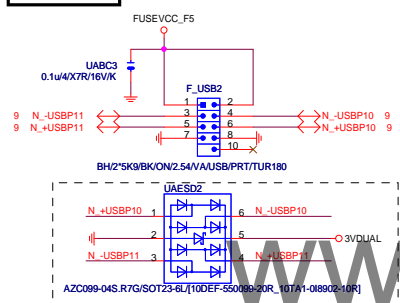 FUSEVCC_F5
UABC3
0.1u/4/X7R/16V/K
F_USB2
1 2
9 N_-USBP11 3 4 N_-USBP10 9
9 N_+USBP11 5 6 N_+USBP10 9
7 8
10
BH/2*5K9/BK/ON/2.54/VA/USB/PRT/TUR180
UAESD2
N_+USBP10 1 6 N_-USBP10
2 5 3VDUAL
N_-USBP11 3 4 N_+USBP11
AZC099-04S.R7G/SOT23-6L/[10DEF-550099-20R_10TA1-0I8902-10R]
WW